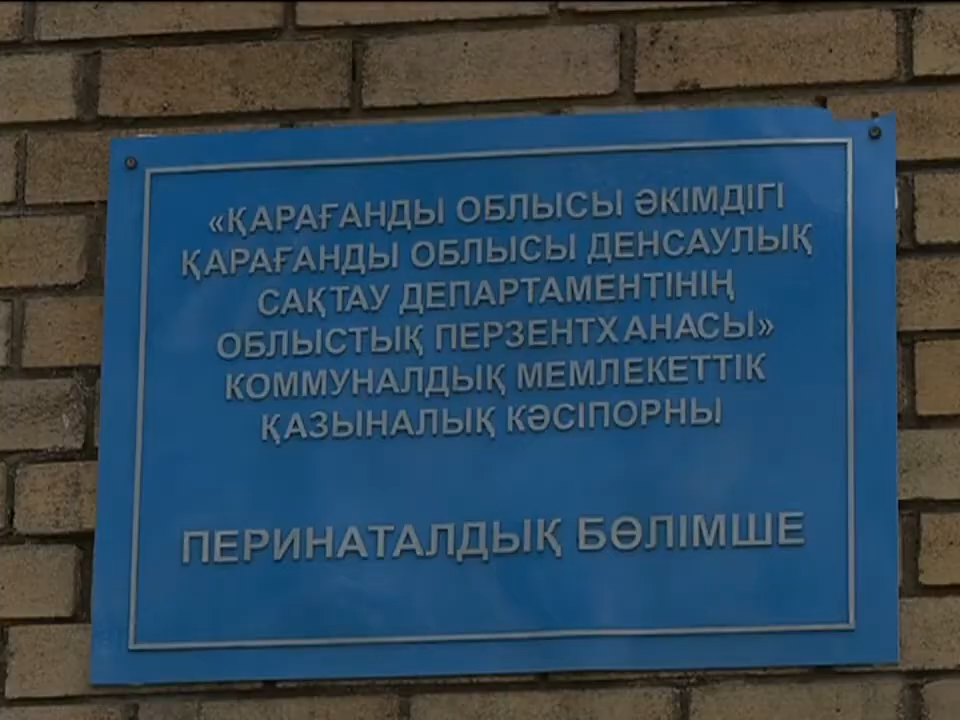 «ҚАРАҒАНДЫ ОБЛЫСЫ ӘКІМДІГІ
ҚАРАҒАНДЫ ОБЛЫСЫ ДЕНСАУЛЫҚ
САҚТАУ ДЕПАРТАМЕНТІНІҢ
ОБЛЫСТЫҚ ПЕРЗЕНТХАНАСЫ»
КОММУНАЛДЫҚ МЕМЛЕКЕТТІК
ҚАЗЫНАЛЫҚ КӘСІПОРНЫ
ПЕРИНАТАЛДЫҚ БӨЛІМШЕ